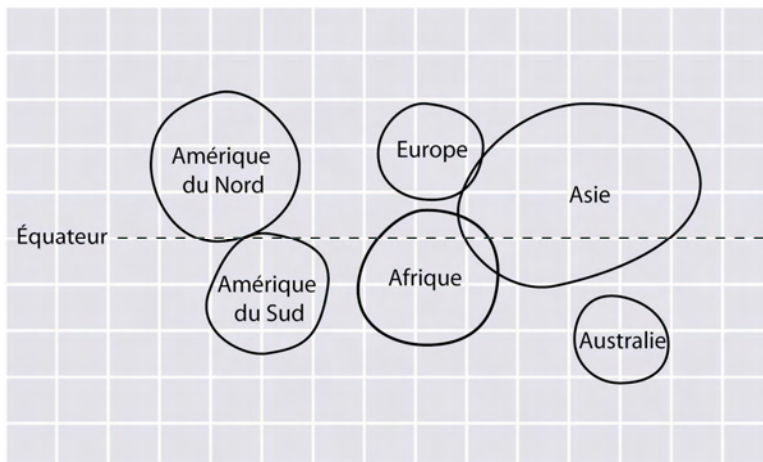 Amérique
du Nord
Europe
Asie
Équateur
Amérique
du Sud
Afrique
Australie